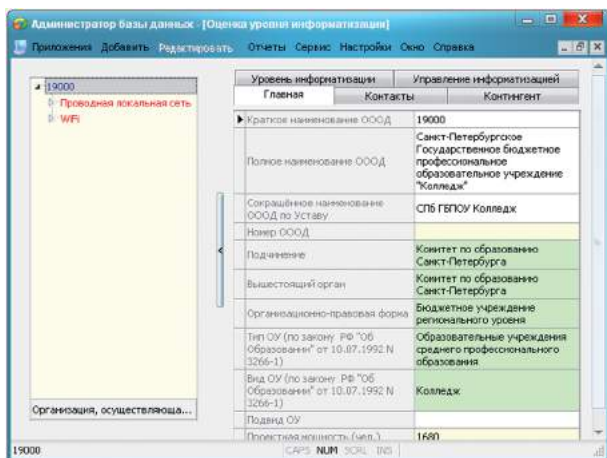 Администратор базы данных - [Оценка уровня информатизации]
Приложения Добавить Редактировать Отчеты Сервис Настройки Окно Справка
19000
Проводная локальная сеть
WiFi
Организация, осуществляюща...
Уровень информатизации Управление информатизацией
Главная Контакты Контингент
Краткое наименование ОООД 19000
Полное наименование ОООД
Санкт-Петербургское
Государственное бюджетное
профессиональное
образовательное учреждение
"Колледж"
Сокращённое наименование
ОООД по Уставу
СПб ГБПОУ Колледж
Номер ОООД
Подчинение
Комитет по образованию
Санкт-Петербурга
Вышестоящий орган
Комитет по образованию
Санкт-Петербурга
Организационно-правовая форма
Бюджетное учреждение
регионального уровня
Тип ОУ (по закону РФ "Об
Образовании" от 10.07.1992 N
3266-1)
Образовательные учреждения
среднего профессионального
образования
Вид ОУ (по закону РФ "Об
Образовании" от 10.07.1992 N
3266-1)
Колледж
Подвид ОУ
Проектная мощность (чел.) 1680
19000 CAPS NUM SCRL INS